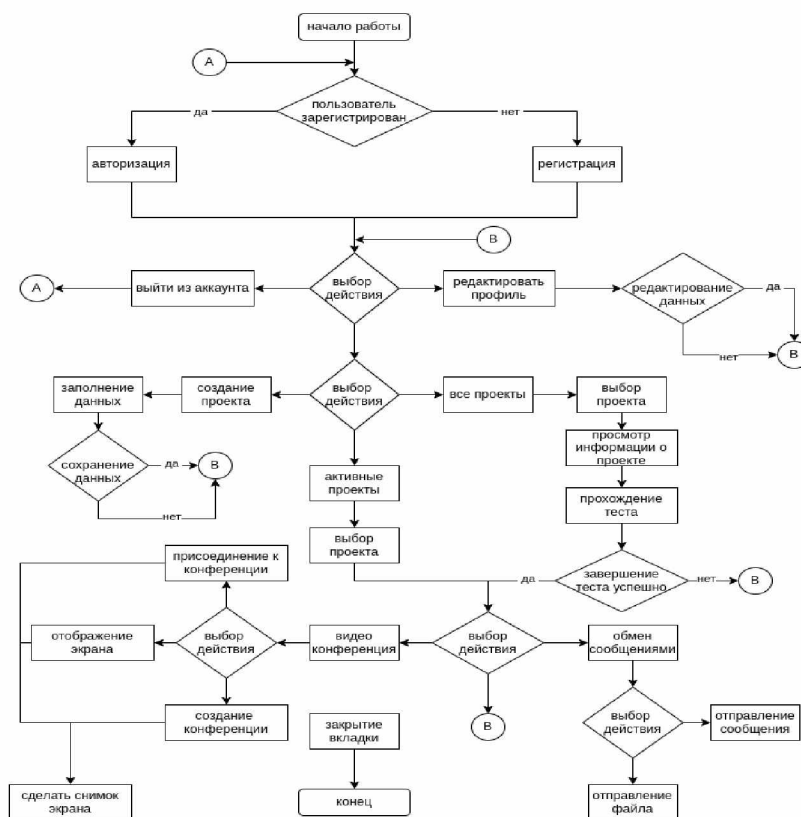 начало работы
A
пользователь
зарегистрирован
да
нет
авторизация
регистрация
B
A
выйти из аккаунта
выбор
действия
редактировать
профиль
редактирование
данных
да
нет
B
заполнение
данных
создание
проекта
выбор
действия
все проекты
выбор
проекта
сохранение
данных
да
B
нет
просмотр
информации о
проекте
активные
проекты
прохождение
теста
выбор
проекта
присоединение к
конференции
да
завершение
теста успешно
нет
B
отображение
экрана
выбор
действия
видео
конференция
выбор
действия
обмен
сообщениями
создание
конференции
закрытие
вкладки
B
выбор
действия
отправление
сообщения
сделать снимок
экрана
конец
отправление
файла